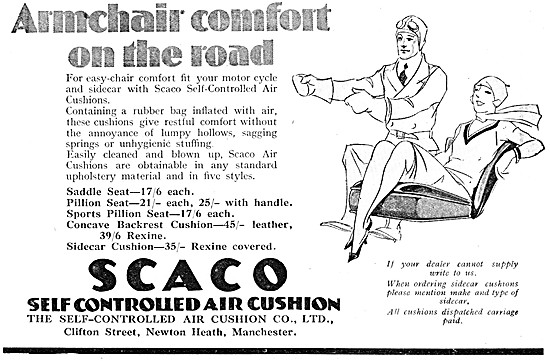 Armchair comfort
on the road
For easy-chair comfort fit your motor cycle
and sidecar with Scaco Self-Controlled Air
Cushions.
Containing a rubber bag inflated with air,
these cushions give restful comfort without
the annoyance of lumpy hollows, sagging
springs or unhygienic stuffing.
Easily cleaned and blown up, Scaco Air
Cushions are obtainable in any standard
upholstery material and in five styles.
Saddle Seat—17/6 each.
Pillion Seat—21/- each, 25/- with handle.
Sports Pillion Seat—17/6 each.
Concave Backrest Cushion—45/- leather,
39/6 Rexine.
Sidecar Cushion—35/- Rexine covered.
SCACO
SELF CONTROLLED AIR CUSHION
THE SELF-CONTROLLED AIR CUSHION CO., LTD.,
Clifton Street, Newton Heath, Manchester.
If your dealer cannot supply
write to us.
When ordering sidecar cushions
please mention make and type of
sidecar.
All cushions dispatched carriage
paid.